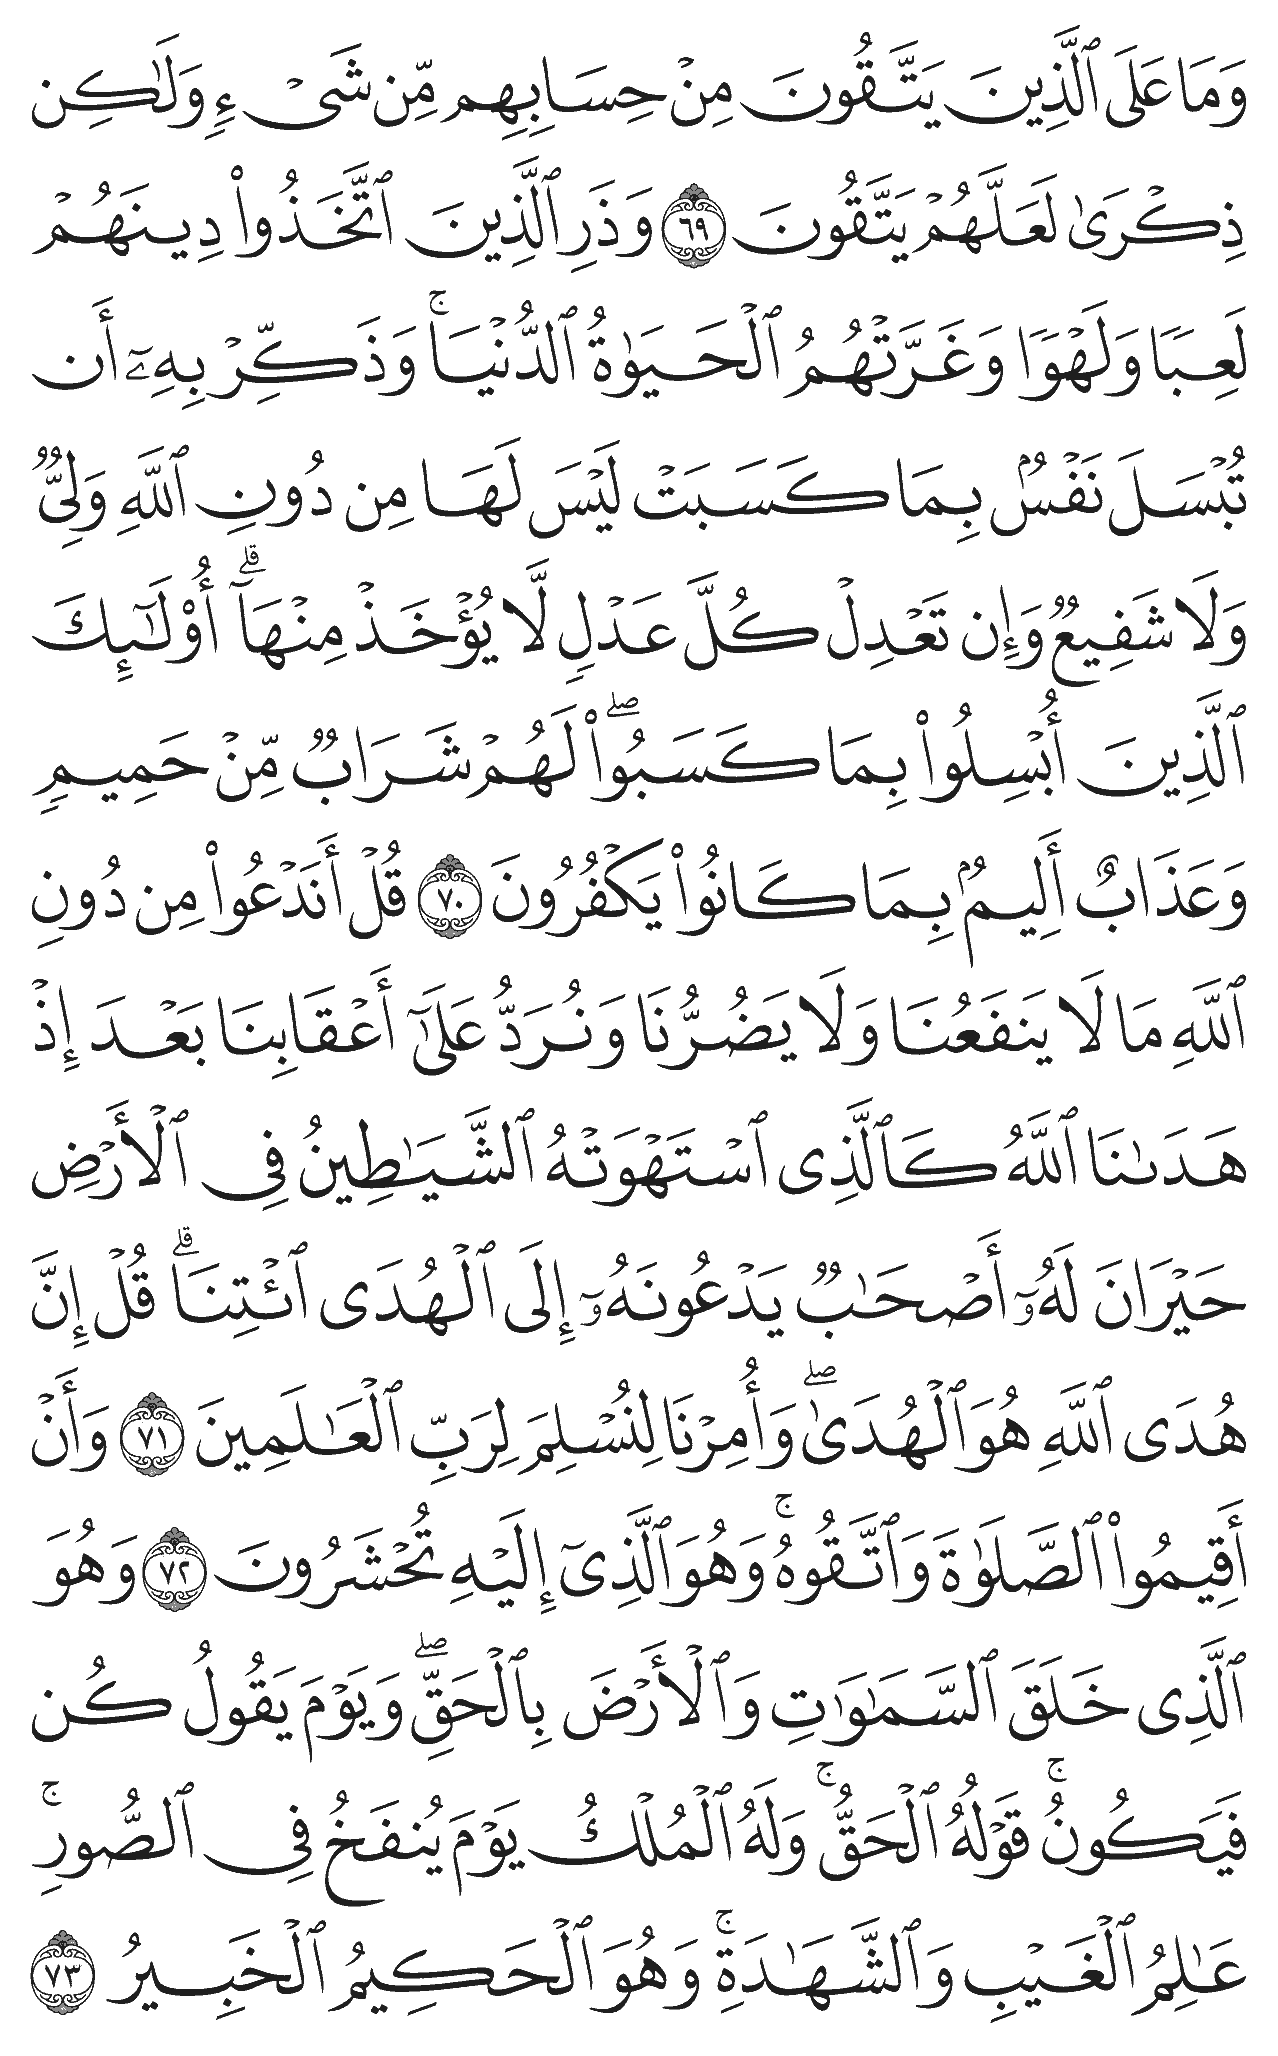 وَمَا عَلَى ٱلَّذِينَ يَتَّقُونَ مِنْ حِسَابِهِم مِّن شَىْءٍ وَلَـٰكِن
ذِكْرَىٰ لَعَلَّهُمْ يَتَّقُونَ ٦٩ وَذَرِ ٱلَّذِينَ ٱتَّخَذُوا۟ دِينَهُمْ
لَعِبًا وَلَهْوًا وَغَرَّتْهُمُ ٱلْحَيَوٰةُ ٱلدُّنْيَا ۚ وَذَكِّرْ بِهِۦٓ أَن
تُبْسَلَ نَفْسٌۢ بِمَا كَسَبَتْ لَيْسَ لَهَا مِن دُونِ ٱللَّهِ وَلِىٌّ
وَلَا شَفِيعٌ وَإِن تَعْدِلْ كُلَّ عَدْلٍ لَّا يُؤْخَذْ مِنْهَآ ۗ أُو۟لَـٰٓئِكَ
ٱلَّذِينَ أُبْسِلُوا۟ بِمَا كَسَبُوا۟ ۖ لَهُمْ شَرَابٌ مِّنْ حَمِيمٍ
وَعَذَابٌ أَلِيمٌۢ بِمَا كَانُوا۟ يَكْفُرُونَ ٧٠ قُلْ أَنَدْعُوا۟ مِن دُونِ
ٱللَّهِ مَا لَا يَنفَعُنَا وَلَا يَضُرُّنَا وَنُرَدُّ عَلَىٰٓ أَعْقَابِنَا بَعْدَ إِذْ
هَدَىٰنَا ٱللَّهُ كَٱلَّذِى ٱسْتَهْوَتْهُ ٱلشَّيَـٰطِينُ فِى ٱلْأَرْضِ
حَيْرَانَ لَهُۥٓ أَصْحَـٰبٌ يَدْعُونَهُۥٓ إِلَى ٱلْهُدَى ٱئْتِنَا ۗ قُلْ إِنَّ
هُدَى ٱللَّهِ هُوَ ٱلْهُدَىٰ ۖ وَأُمِرْنَا لِنُسْلِمَ لِرَبِّ ٱلْعَـٰلَمِينَ ٧١ وَأَنْ
أَقِيمُوا۟ ٱلصَّلَوٰةَ وَٱتَّقُوهُ ۚ وَهُوَ ٱلَّذِىٓ إِلَيْهِ تُحْشَرُونَ ٧٢ وَهُوَ
ٱلَّذِى خَلَقَ ٱلسَّمَـٰوَٰتِ وَٱلْأَرْضَ بِٱلْحَقِّ ۖ وَيَوْمَ يَقُولُ كُن
فَيَكُونُ ۚ قَوْلُهُ ٱلْحَقُّ ۚ وَلَهُ ٱلْمُلْكُ يَوْمَ يُنفَخُ فِى ٱلصُّورِ ۚ
عَـٰلِمُ ٱلْغَيْبِ وَٱلشَّهَـٰدَةِ ۚ وَهُوَ ٱلْحَكِيمُ ٱلْخَبِيرُ ٧٣